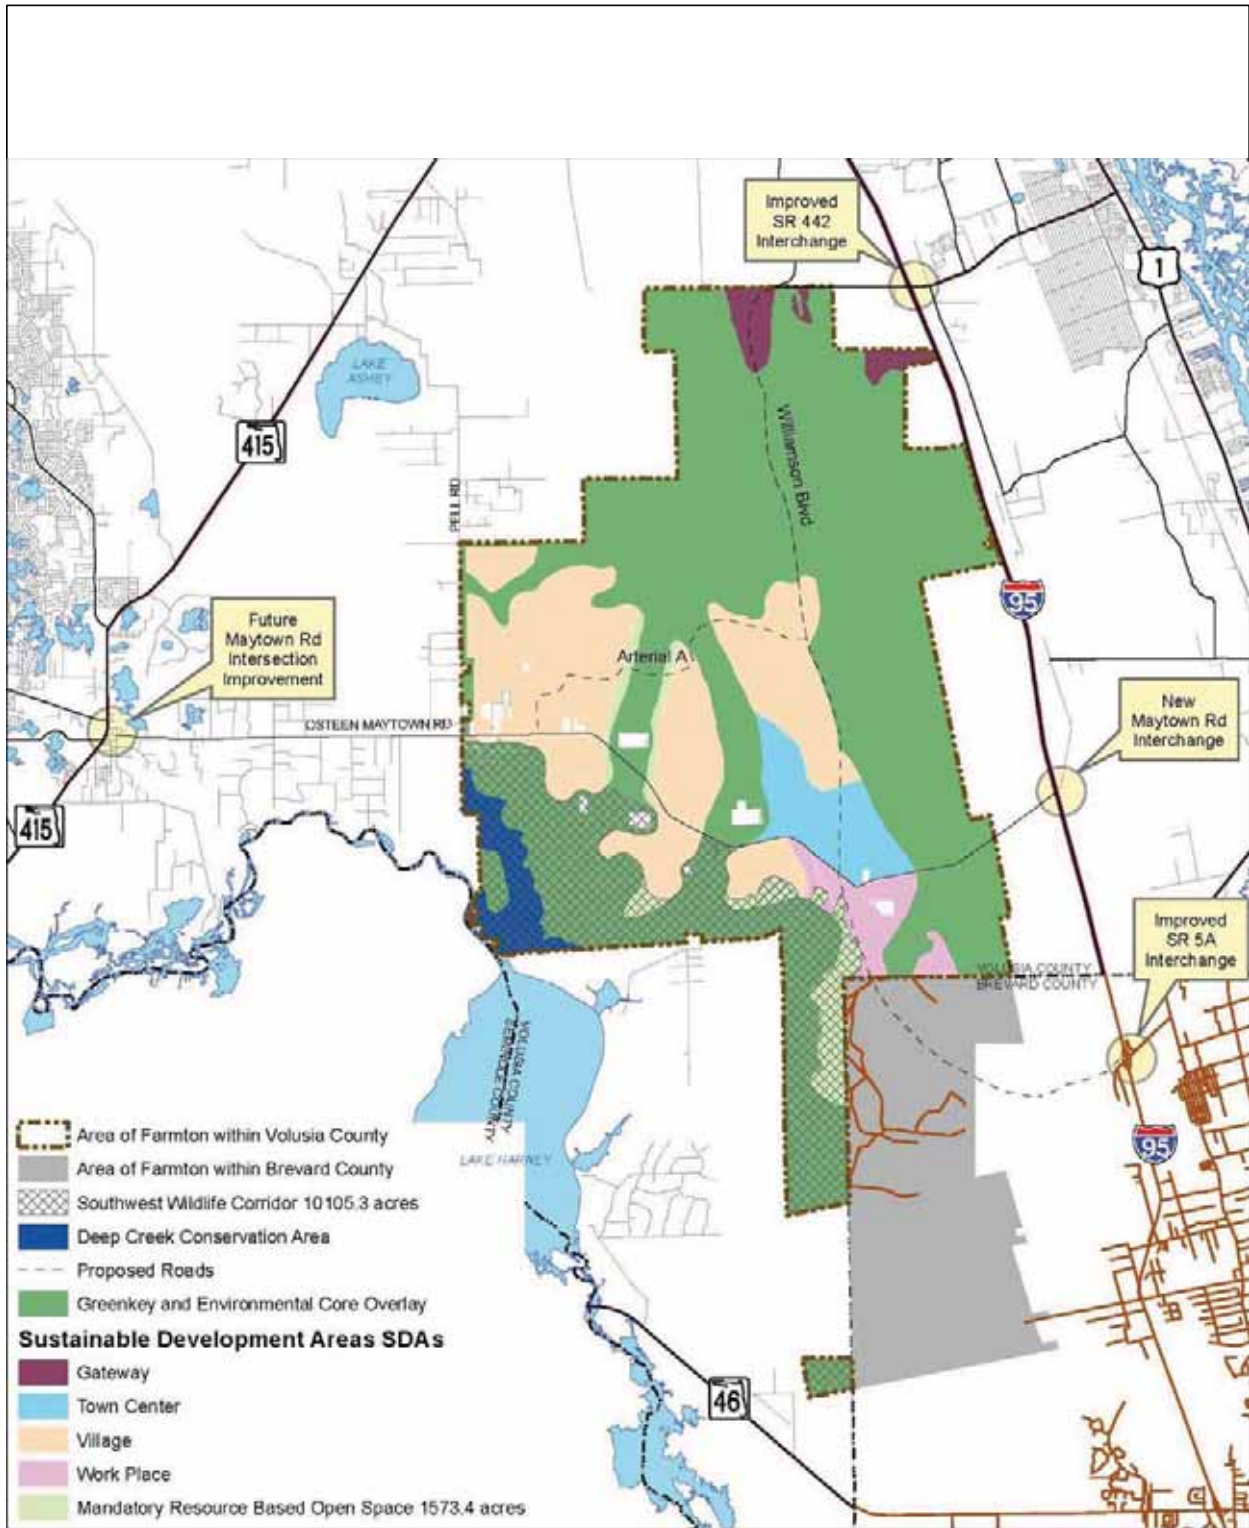 Improved
SR 442
Interchange
1
LAKE
ASHBY
415
PELL RD
Williamson Blvd
95
Future
Maytown Rd
Intersection
Improvement
Arterial A
OSTEEN MAYTOWN RD
New
Maytown Rd
Interchange
415
Improved
SR 5A
Interchange
VOLUSIA COUNTY
BREVARD COUNTY
VOLUSIA COUNTY
SEMINOLE COUNTY
95
LAKE HARNEY
46
Area of Farmton within Volusia County
Area of Farmton within Brevard County
Southwest Wildlife Corridor 10105.3 acres
Deep Creek Conservation Area
Proposed Roads
Greenkey and Environmental Core Overlay
Sustainable Development Areas SDAs
Gateway
Town Center
Village
Work Place
Mandatory Resource Based Open Space 1573.4 acres